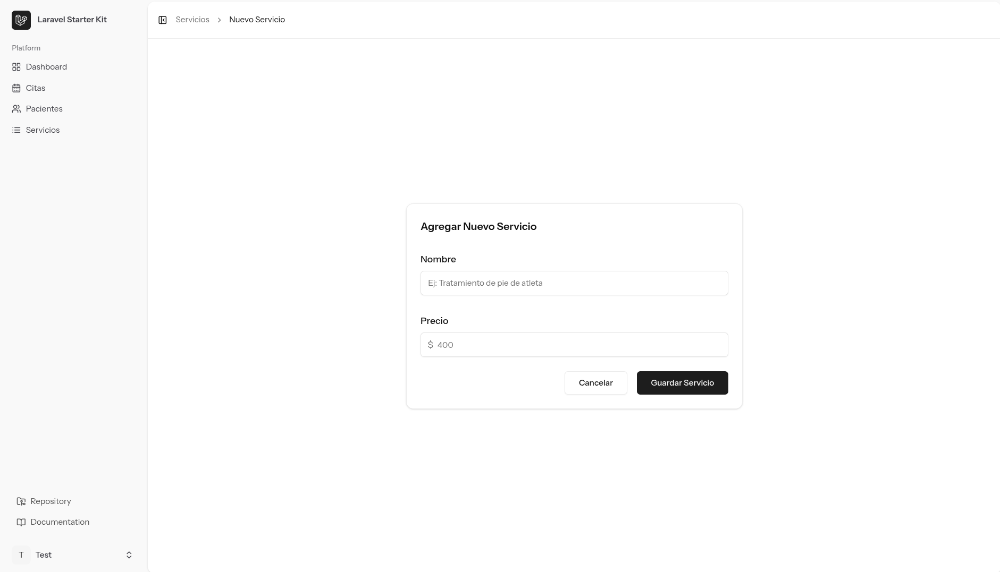 Laravel Starter Kit
Platform
Dashboard
Citas
Pacientes
Servicios
Repository
Documentation
T Test
Servicios > Nuevo Servicio
Agregar Nuevo Servicio
Nombre
Ej: Tratamiento de pie de atleta
Precio
$ 400
Cancelar Guardar Servicio